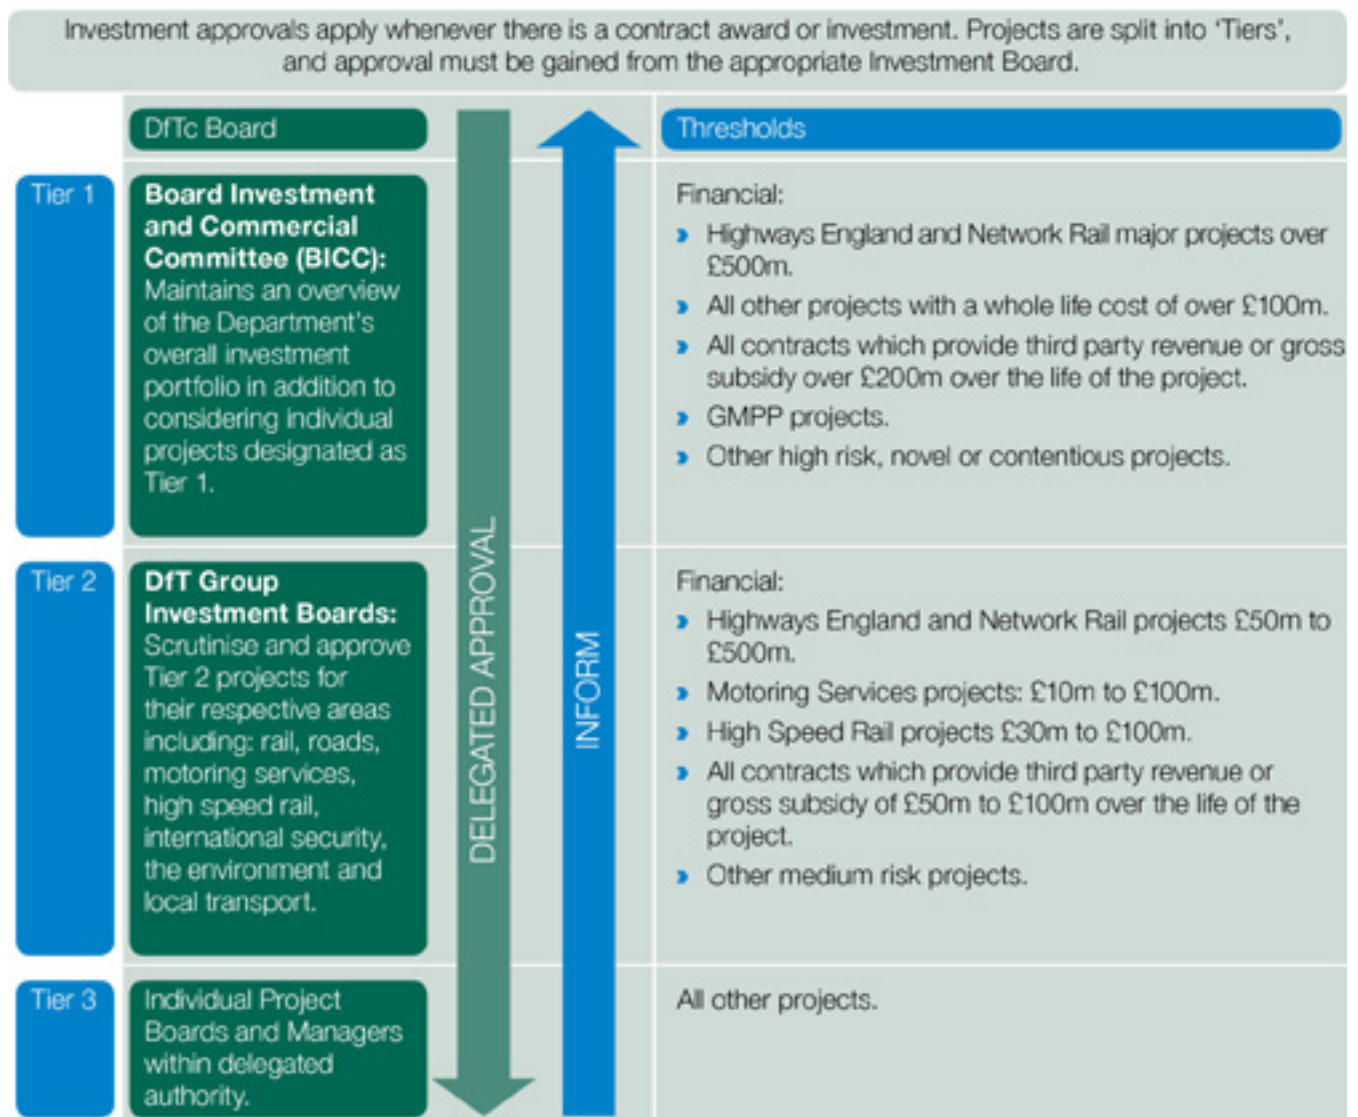 Investment approvals apply whenever there is a contract award or investment. Projects are split into ‘Tiers’,
and approval must be gained from the appropriate Investment Board.
DfTc Board
Thresholds
Tier 1
Board Investment
and Commercial
Committee (BICC):
Maintains an overview
of the Department's
overall investment
portfolio in addition to
considering individual
projects designated as
Tier 1.
Financial:
Highways England and Network Rail major projects over
£500m.
All other projects with a whole life cost of over £100m.
All contracts which provide third party revenue or gross
subsidy over £200m over the life of the project.
GMPP projects.
Other high risk, novel or contentious projects.
DELEGATED APPROVAL
INFORM
Tier 2
DfT Group
Investment Boards:
Scrutinise and approve
Tier 2 projects for
their respective areas
including: rail, roads,
motoring services,
high speed rail,
international security,
the environment and
local transport.
Financial:
Highways England and Network Rail projects £50m to
£500m.
Motoring Services projects: £10m to £100m.
High Speed Rail projects £30m to £100m.
All contracts which provide third party revenue or
gross subsidy of £50m to £100m over the life of the
project.
Other medium risk projects.
Tier 3
Individual Project
Boards and Managers
within delegated
authority.
All other projects.